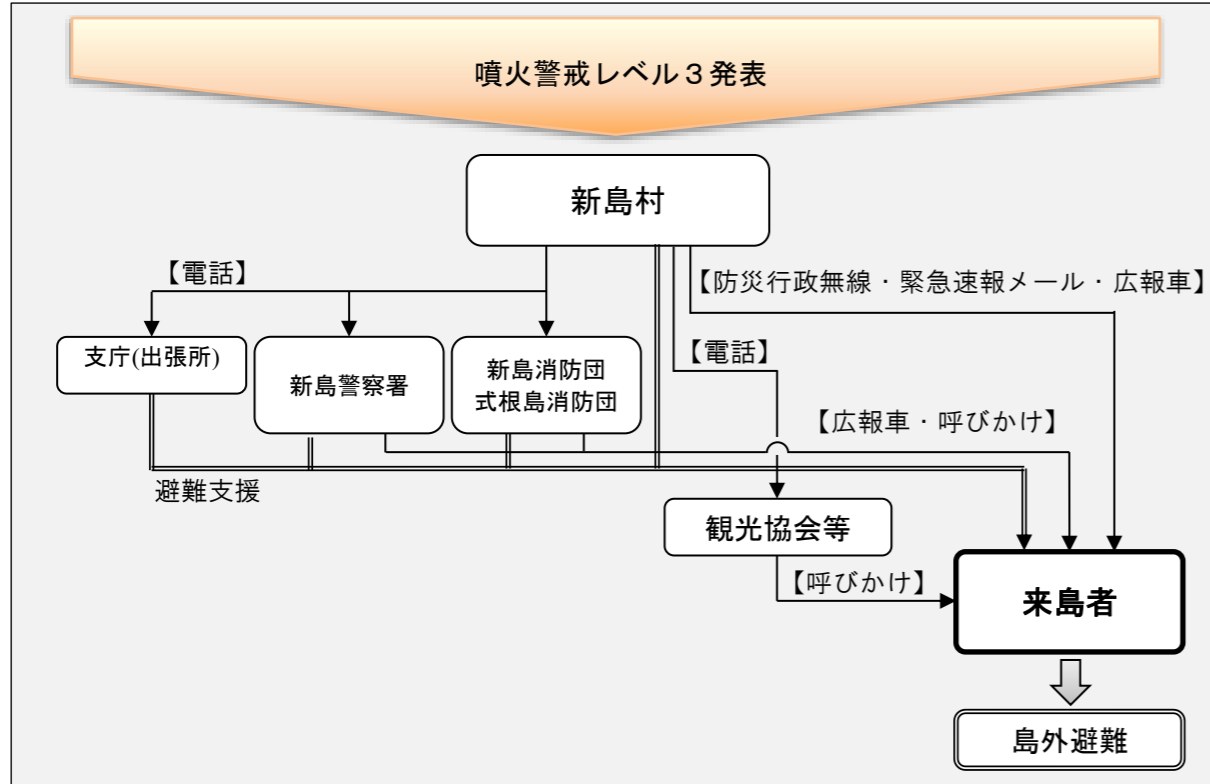 噴火警戒レベル３発表
新島村
【電話】
【防災行政無線・緊急速報メール・広報車】
支庁(出張所)
新島警察署
新島消防団
式根島消防団
【電話】
【広報車・呼びかけ】
避難支援
観光協会等
【呼びかけ】
来島者
島外避難